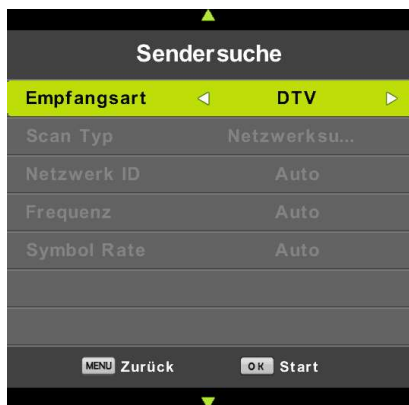 Sendersuche
Empfangsart DTV
Scan Typ Netzwerksu...
Netzwerk ID Auto
Frequenz Auto
Symbol Rate Auto
MENU Zurück OK Start